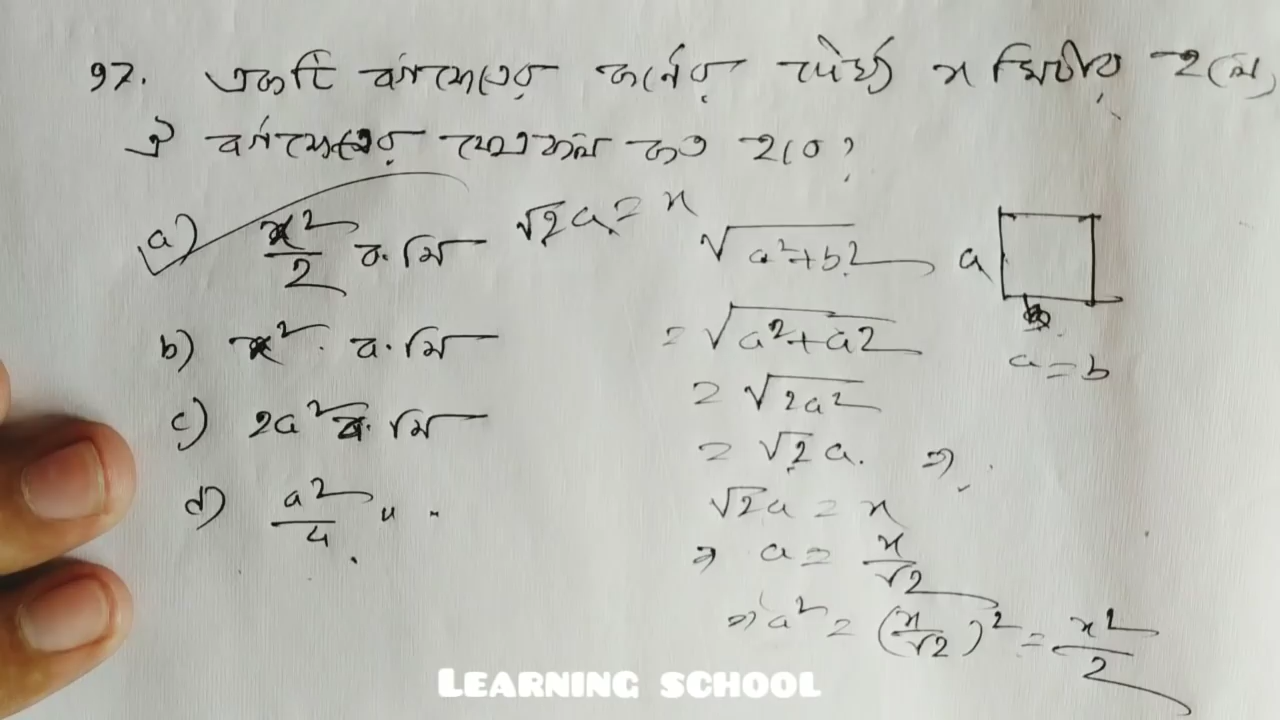 97. একটি বর্গক্ষেত্রের কর্নের দৈর্ঘ্য x মিটার হলে,
ঐ বর্গক্ষেত্রের ক্ষেত্রফল কত হবে?
a) x²/2 ব. মি
b) x² ব. মি
c) 2a² ব. মি
d) a²/4 " "
√2a = x
√a²+b²
= √a²+a²
= √2a²
= √2 a. ⇒
√2a = x
⇒ a = x/√2
⇒ a² = (x/√2)² = x²/2
a
a = b
LEARNING SCHOOL